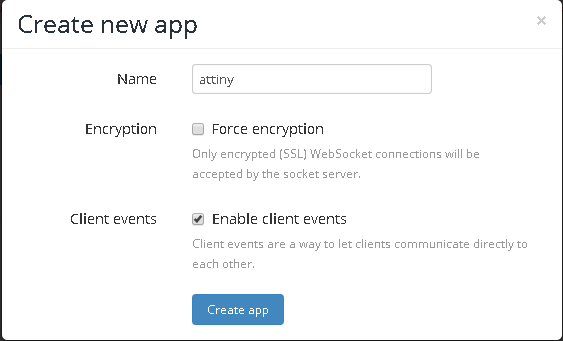 Create new app
×
Name
attiny
Encryption
Force encryption
Only encrypted (SSL) WebSocket connections will be
accepted by the socket server.
Client events
Enable client events
Client events are a way to let clients communicate directly to
each other.
Create app